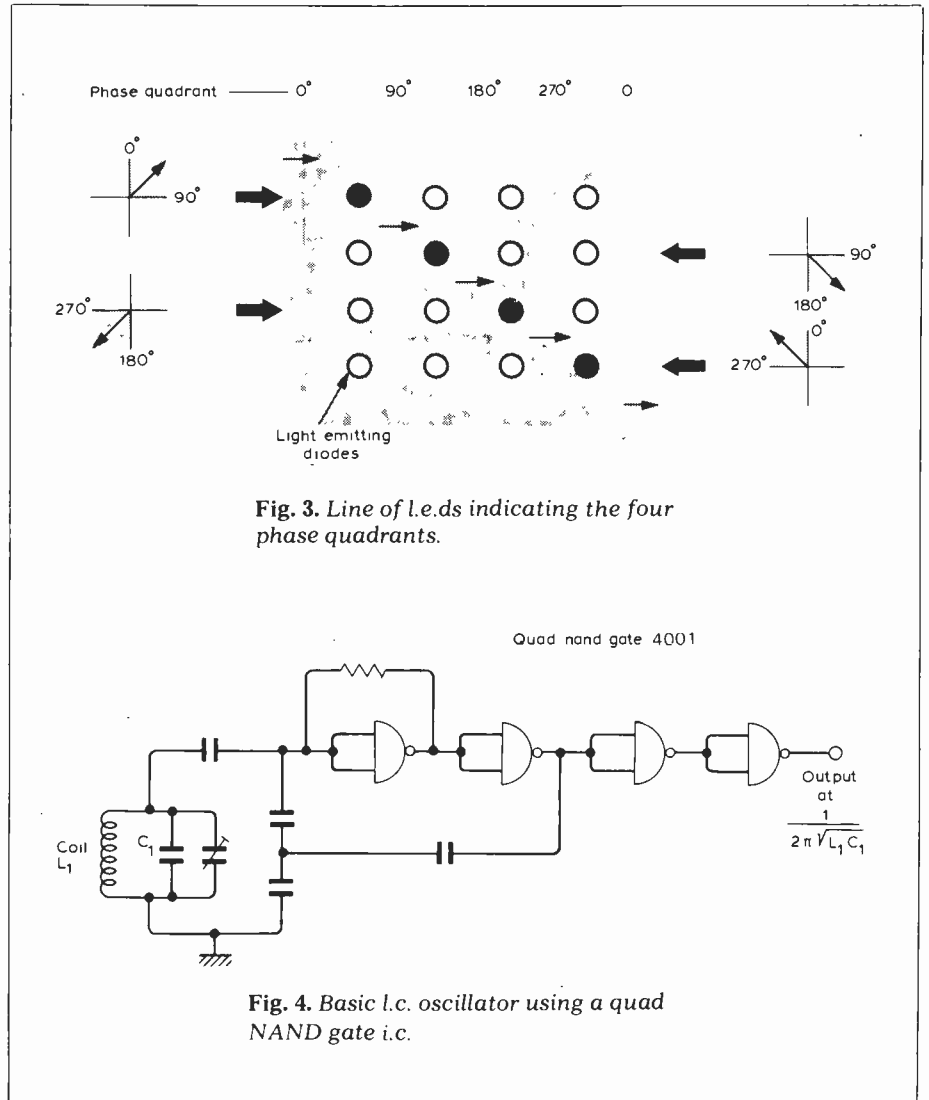 Phase quadrant 0° 90° 180° 270° 0
0°
90°
90°
180°
270°
180°
0°
270°
Light emitting
diodes
Fig. 3. Line of l.e.ds indicating the four
phase quadrants.
Quad nand gate 4001
Coil
L₁
C₁
Output
at
1
2π√L₁C₁
Fig. 4. Basic l.c. oscillator using a quad
NAND gate i.c.